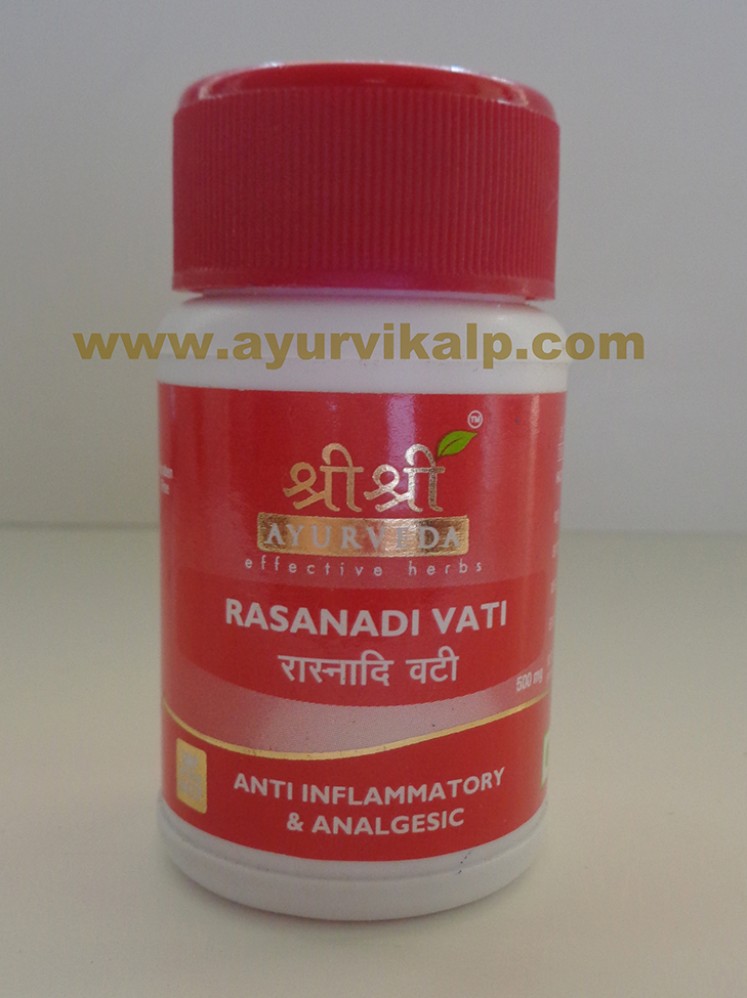 www.ayurvikalp.com
TM
श्री श्री
AYURVEDA
effective herbs
RASANADI VATI
रास्नादि वटी
500 mg
ANTI INFLAMMATORY
& ANALGESIC